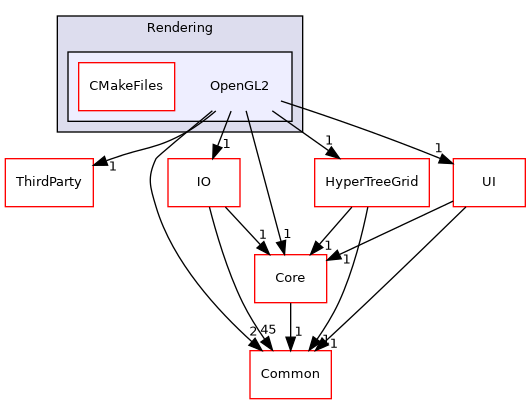 Rendering
CMakeFiles
OpenGL2
1
1
1
ThirdParty
1
IO
HyperTreeGrid
UI
1
1
1
1
Core
2
45
1
1
1
Common